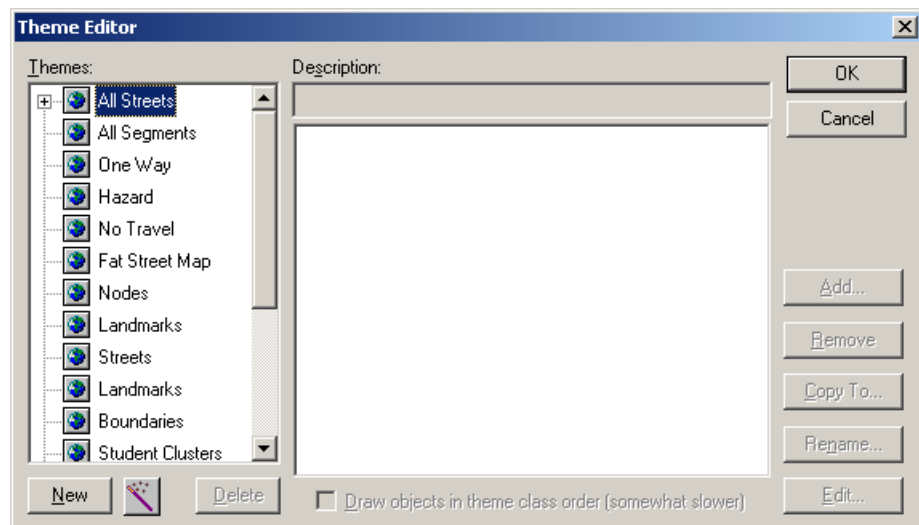 Theme Editor
Themes:
All Streets
All Segments
One Way
Hazard
No Travel
Fat Street Map
Nodes
Landmarks
Streets
Landmarks
Boundaries
Student Clusters
New
Delete
Description:
Draw objects in theme class order (somewhat slower)
OK
Cancel
Add...
Remove
Copy To...
Rename...
Edit...